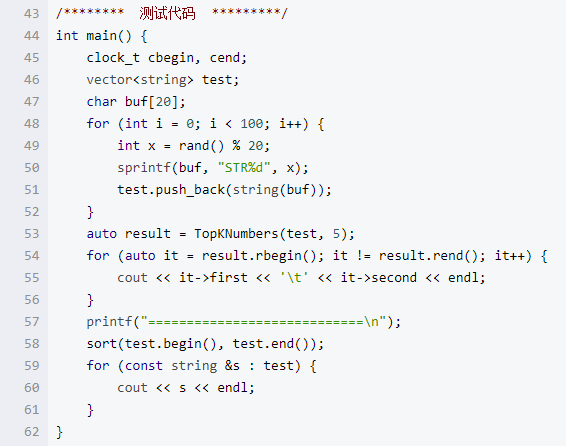 43 /******** 测试代码 *********/
44 int main() {
45     clock_t cbegin, cend;
46     vector<string> test;
47     char buf[20];
48     for (int i = 0; i < 100; i++) {
49         int x = rand() % 20;
50         sprintf(buf, "STR%d", x);
51         test.push_back(string(buf));
52     }
53     auto result = TopKNumbers(test, 5);
54     for (auto it = result.rbegin(); it != result.rend(); it++) {
55         cout << it->first << '\t' << it->second << endl;
56     }
57     printf("============================\n");
58     sort(test.begin(), test.end());
59     for (const string &s : test) {
60         cout << s << endl;
61     }
62 }